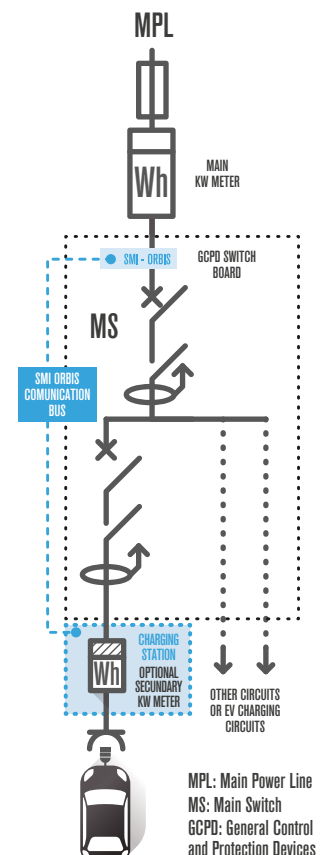 MPL
Wh
MAIN
KW METER
SMI - ORBIS
GCPD SWITCH
BOARD
MS
SMI ORBIS
COMUNICATION
BUS
CHARGING
STATION
Wh
OPTIONAL
SECUNDARY
KW METER
OTHER CIRCUITS
OR EV CHARGING
CIRCUITS
MPL: Main Power Line
MS: Main Switch
GCPD: General Control
and Protection Devices